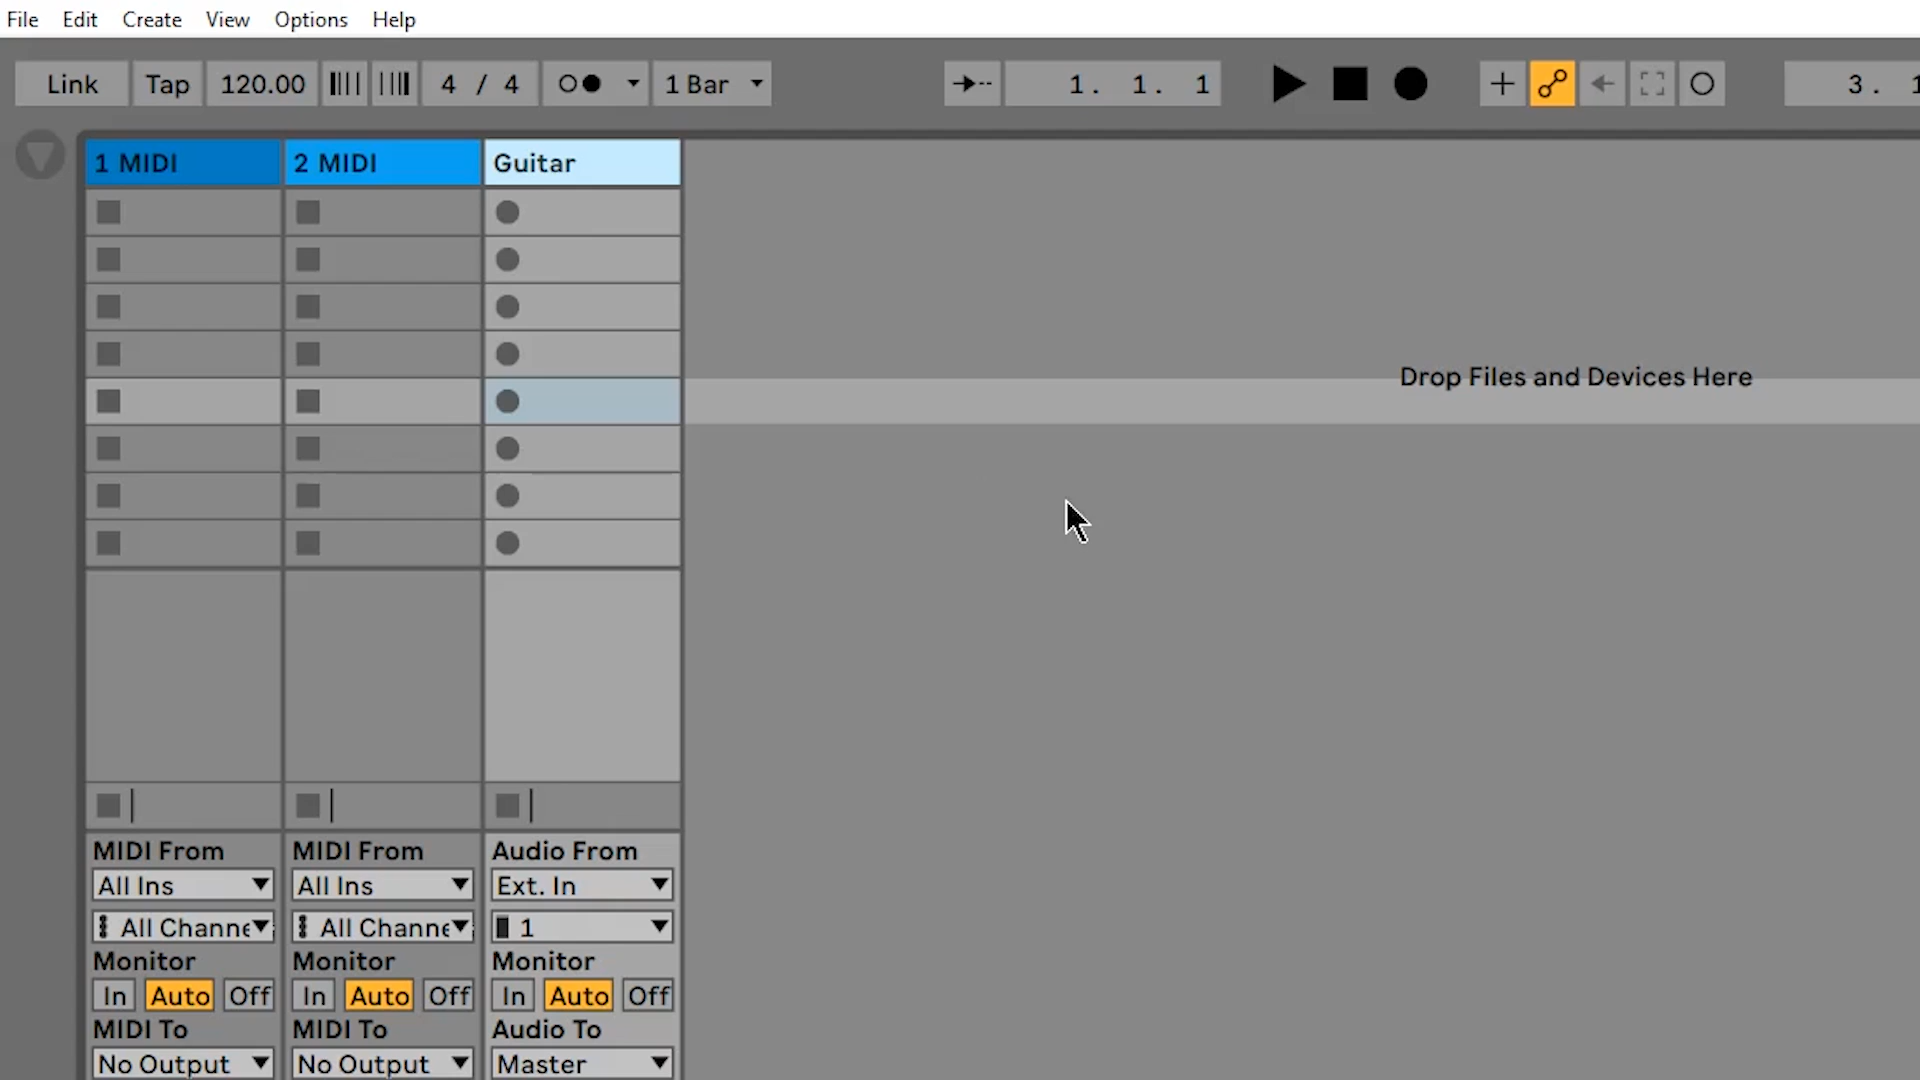 File Edit Create View Options Help
Link Tap 120.00 4 / 4 1 Bar 1. 1. 1 3. 1
1 MIDI 2 MIDI Guitar
Drop Files and Devices Here
MIDI From MIDI From Audio From
All Ins All Ins Ext. In
All Channe All Channe 1
Monitor Monitor Monitor
In Auto Off In Auto Off In Auto Off
MIDI To MIDI To Audio To
No Output No Output Master